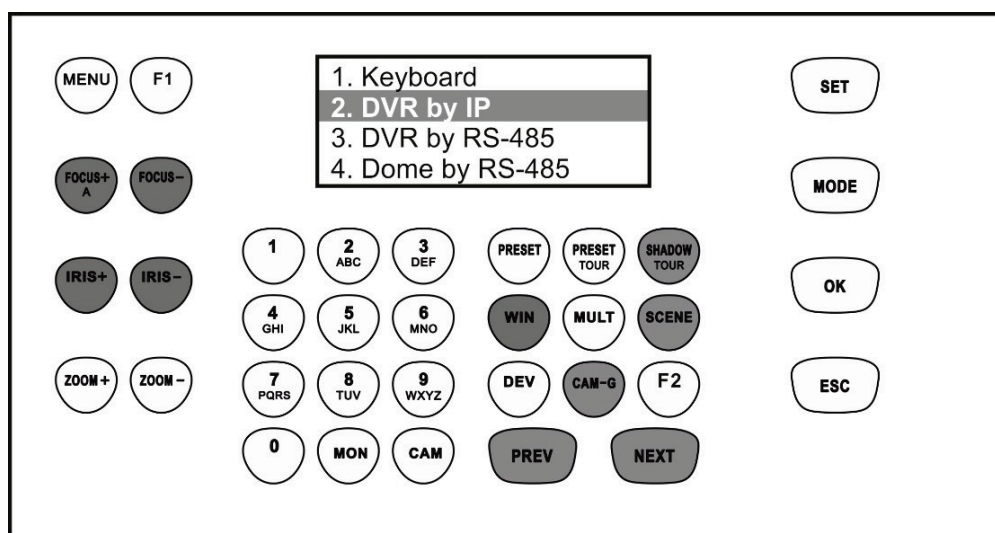 MENU F1
1. Keyboard
2. DVR by IP
3. DVR by RS-485
4. Dome by RS-485
SET
FOCUS+
A
FOCUS-
MODE
1
2
ABC
3
DEF
PRESET
PRESET
TOUR
SHADOW
TOUR
IRIS+ IRIS-
OK
4
GHI
5
JKL
6
MNO
WIN MULT SCENE
ZOOM+ ZOOM-
7
PQRS
8
TUV
9
WXYZ
DEV CAM-G F2
ESC
0 MON CAM
PREV NEXT